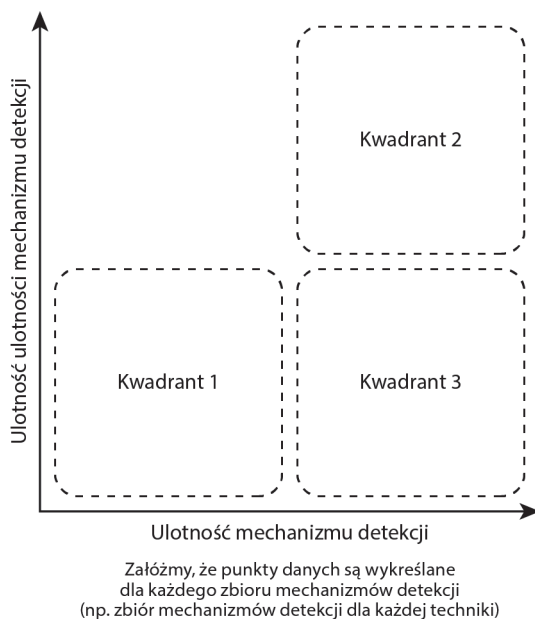 Ulotność ulotności mechanizmu detekcji
Kwadrant 2
Kwadrant 1
Kwadrant 3
Ulotność mechanizmu detekcji
Załóżmy, że punkty danych są wykreślane
dla każdego zbioru mechanizmów detekcji
(np. zbiór mechanizmów detekcji dla każdej techniki)